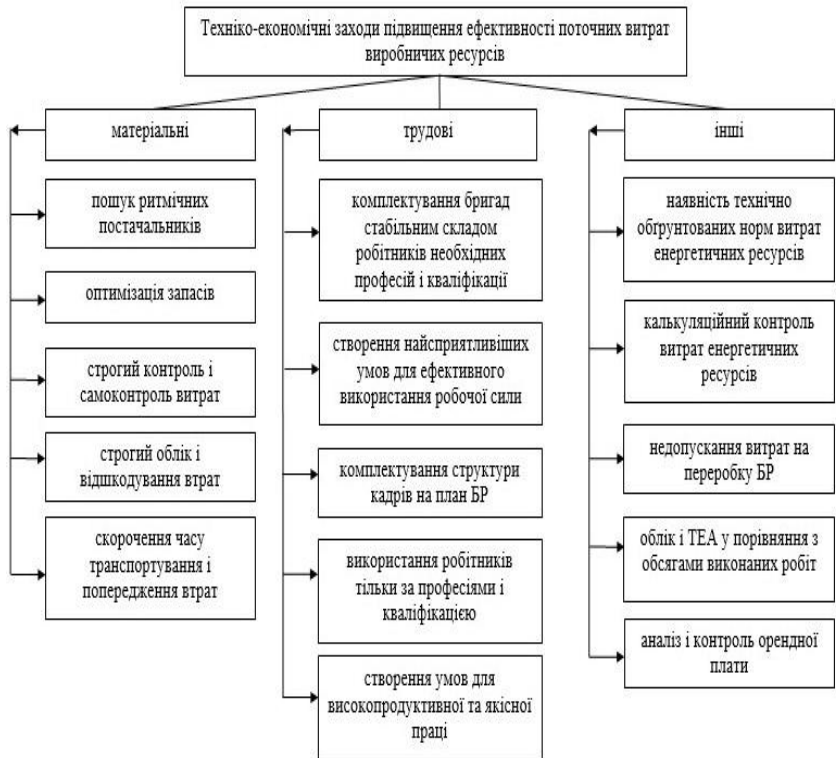 Техніко-економічні заходи підвищення ефективності поточних витрат
виробничих ресурсів
матеріальні
пошук ритмічних
постачальників
оптимізація запасів
строгий контроль і
самоконтроль витрат
строгий облік і
відшкодування втрат
скорочення часу
транспортування і
попередження втрат
трудові
комплектування бригад
стабільним складом
робітників необхідних
професій і кваліфікації
створення найсприятливіших
умов для ефективного
використання робочої сили
комплектування структури
кадрів на план БР
використання робітників
тільки за професіями і
кваліфікацією
створення умов для
високопродуктивної та якісної
праці
інші
наявність технічно
обґрунтованих норм витрат
енергетичних ресурсів
калькуляційний контроль
витрат енергетичних
ресурсів
недопускання витрат на
переробку БР
облік і ТЕА у порівняння з
обсягами виконаних робіт
аналіз і контроль орендної
плати